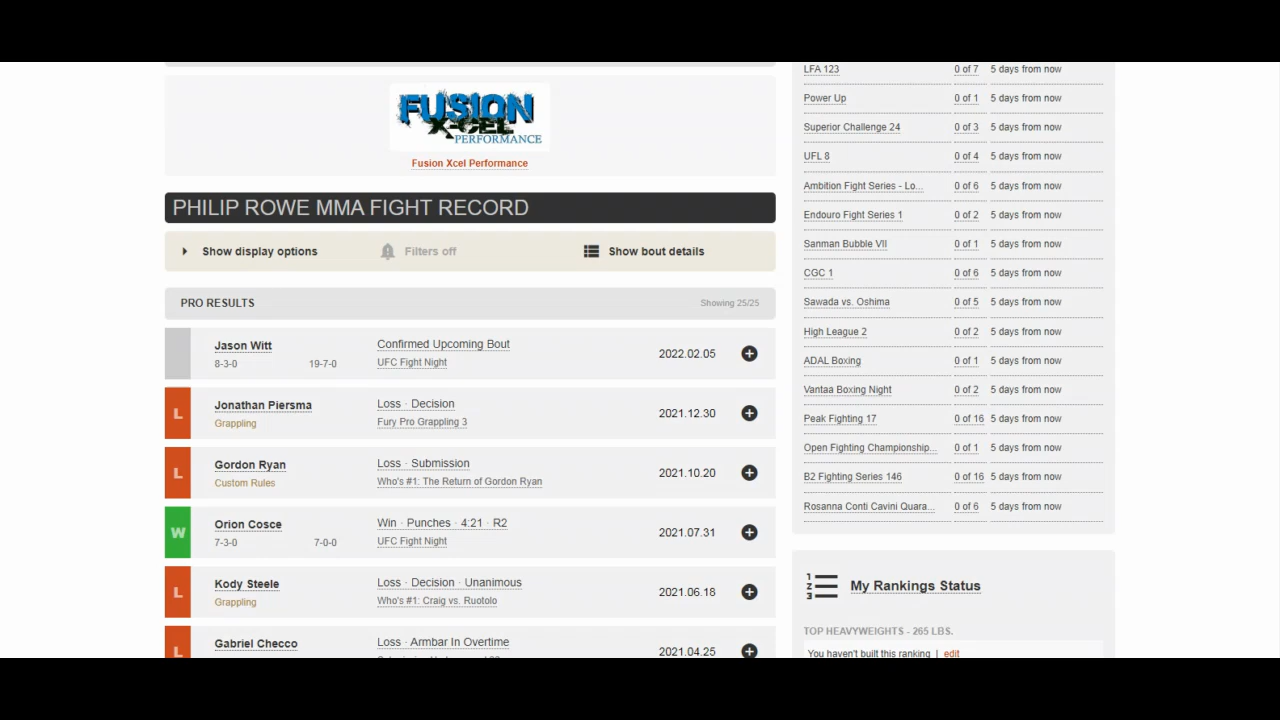 FUSION
X-CEL
PERFORMANCE
Fusion Xcel Performance
PHILIP ROWE MMA FIGHT RECORD
Show display options Filters off Show bout details
PRO RESULTS Showing 25/25
Jason Witt Confirmed Upcoming Bout 2022.02.05
8-3-0 19-7-0 UFC Fight Night
L Jonathan Piersma Loss · Decision 2021.12.30
Grappling Fury Pro Grappling 3
L Gordon Ryan Loss · Submission 2021.10.20
Custom Rules Who's #1: The Return of Gordon Ryan
W Orion Cosce Win · Punches · 4:21 · R2 2021.07.31
7-3-0 7-0-0 UFC Fight Night
L Kody Steele Loss · Decision · Unanimous 2021.06.18
Grappling Who's #1: Craig vs. Ruotolo
L Gabriel Checco Loss · Armbar In Overtime 2021.04.25
LFA 123 0 of 7 5 days from now
Power Up 0 of 1 5 days from now
Superior Challenge 24 0 of 3 5 days from now
UFL 8 0 of 4 5 days from now
Ambition Fight Series - Lo... 0 of 6 5 days from now
Endouro Fight Series 1 0 of 2 5 days from now
Sanman Bubble VII 0 of 1 5 days from now
CGC 1 0 of 6 5 days from now
Sawada vs. Oshima 0 of 5 5 days from now
High League 2 0 of 2 5 days from now
ADAL Boxing 0 of 1 5 days from now
Vantaa Boxing Night 0 of 2 5 days from now
Peak Fighting 17 0 of 16 5 days from now
Open Fighting Championship... 0 of 1 5 days from now
B2 Fighting Series 146 0 of 16 5 days from now
Rosanna Conti Cavini Quara... 0 of 6 5 days from now
1 2 3 My Rankings Status
TOP HEAVYWEIGHTS - 265 LBS.
You haven't built this ranking | edit